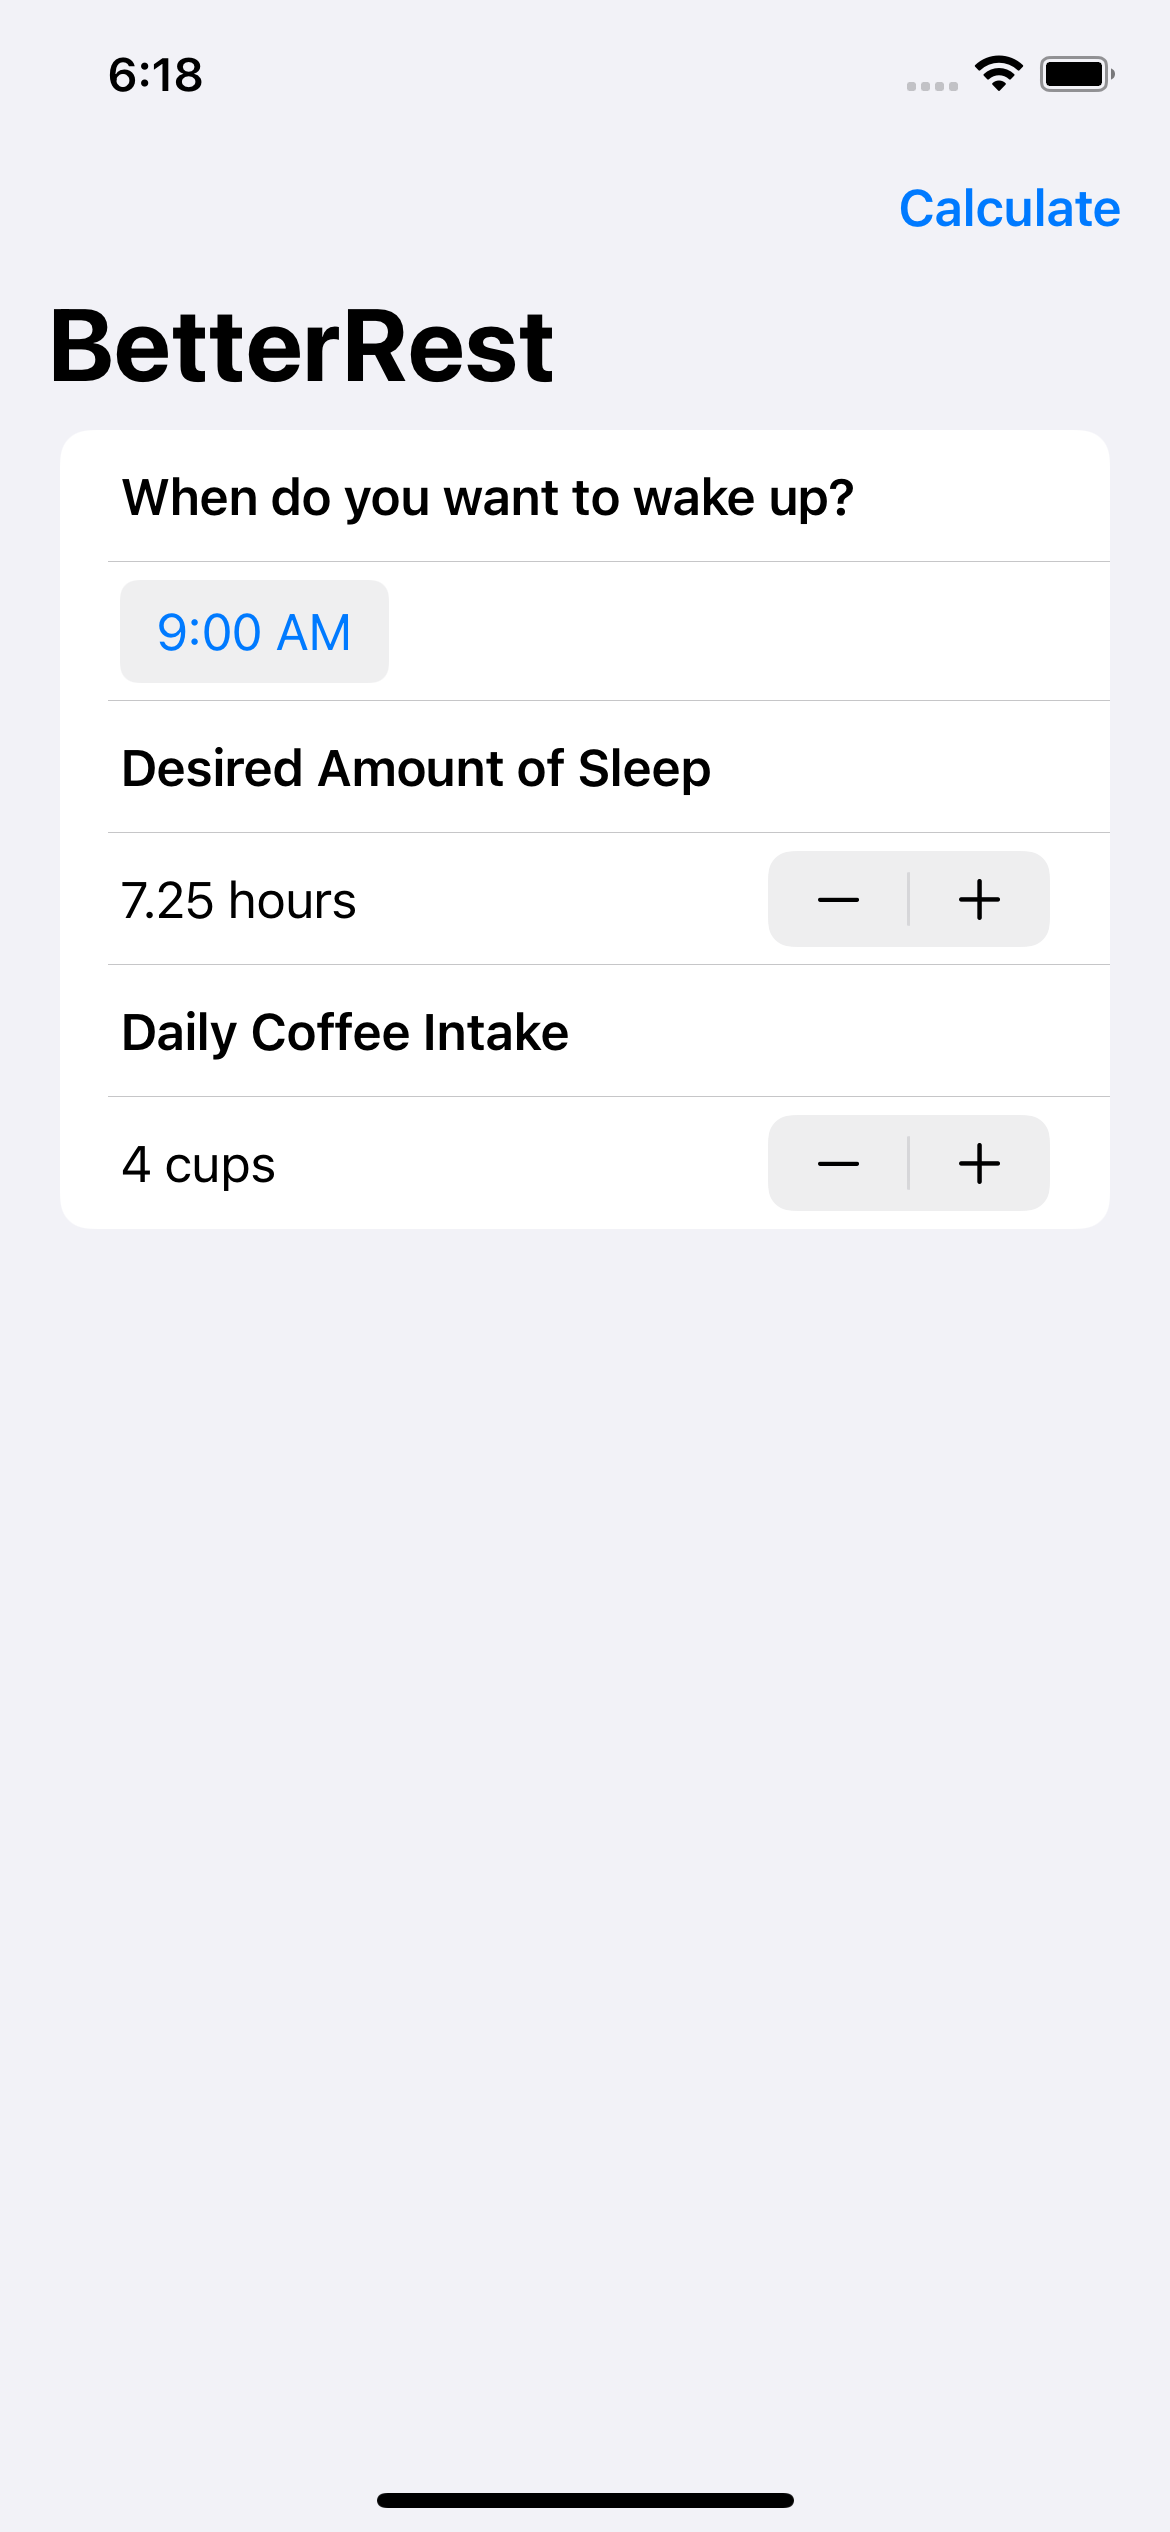 6:18
Calculate
BetterRest
When do you want to wake up?
9:00 AM
Desired Amount of Sleep
7.25 hours
Daily Coffee Intake
4 cups